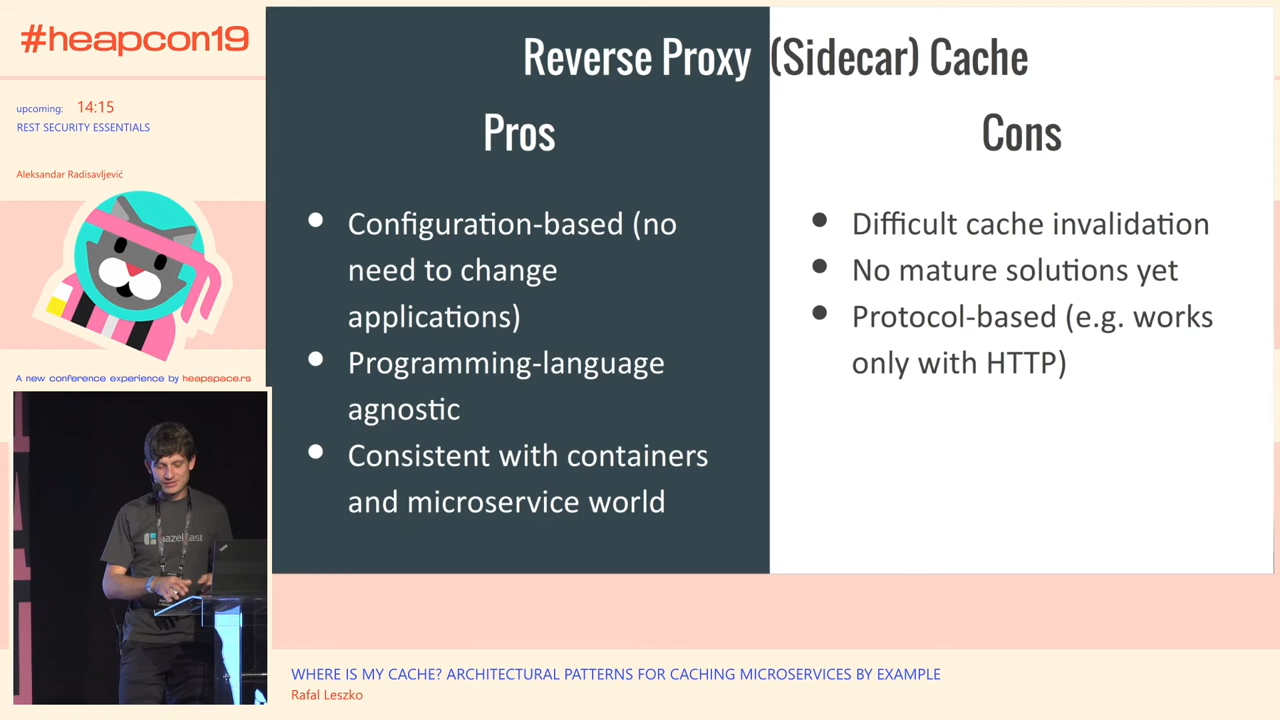 #heapcon19
upcoming: 14:15
REST SECURITY ESSENTIALS
Aleksandar Radisavljević
A new conference experience by heapspace.rs
Reverse Proxy (Sidecar) Cache
Pros
● Configuration-based (no
need to change
applications)
● Programming-language
agnostic
● Consistent with containers
and microservice world
Cons
● Difficult cache invalidation
● No mature solutions yet
● Protocol-based (e.g. works
only with HTTP)
hazelcast
WHERE IS MY CACHE? ARCHITECTURAL PATTERNS FOR CACHING MICROSERVICES BY EXAMPLE
Rafal Leszko